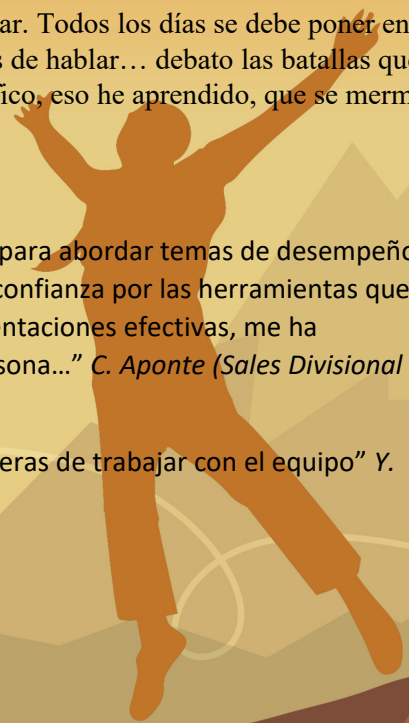 ar. Todos los días se debe poner en
s de hablar… debato las batallas que
fico, eso he aprendido, que se merm
para abordar temas de desempeño
confianza por las herramientas que
entaciones efectivas, me ha
sona…” C. Aponte (Sales Divisional
eras de trabajar con el equipo” Y.